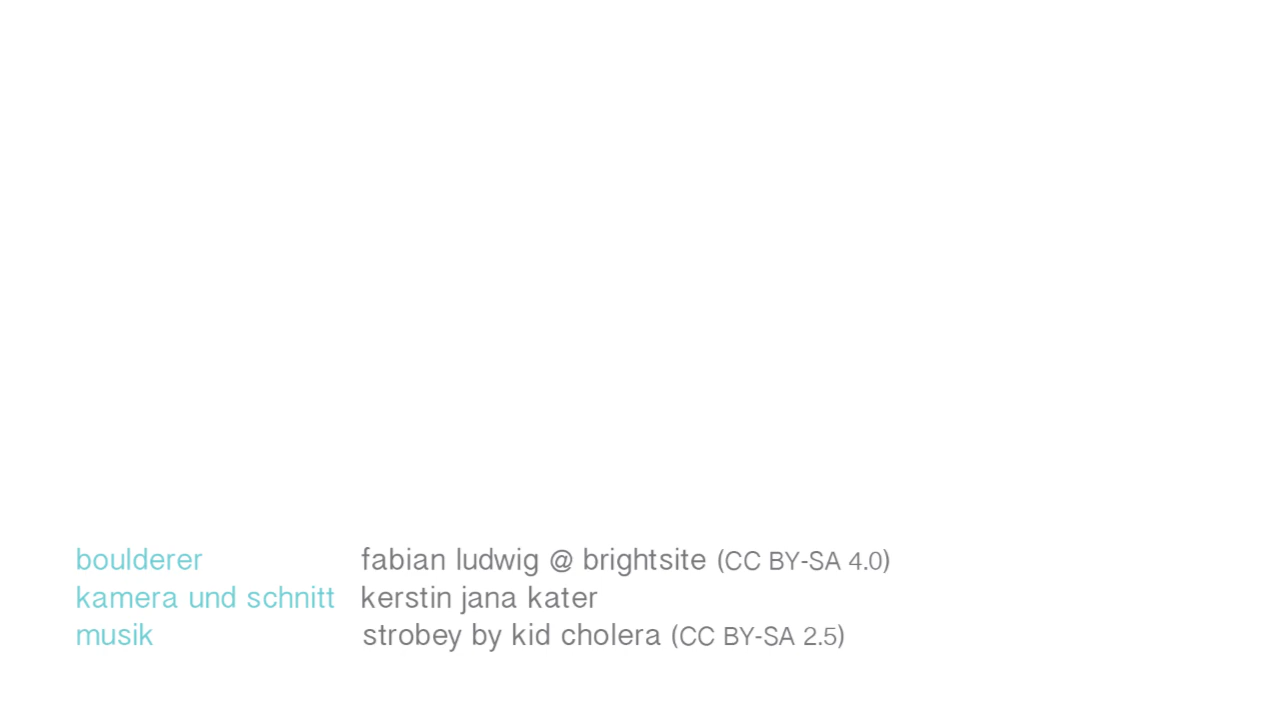 boulderer fabian ludwig @ brightsite (CC BY-SA 4.0)
kamera und schnitt kerstin jana kater
musik strobey by kid cholera (CC BY-SA 2.5)